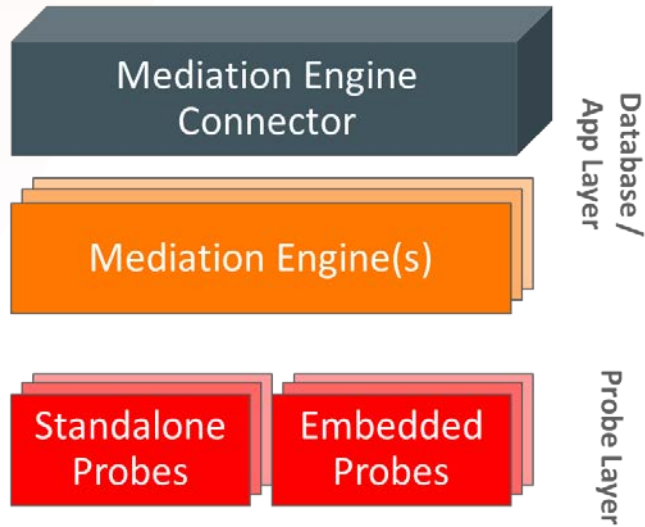 Mediation Engine
Connector
Database /
App Layer
Mediation Engine(s)
Standalone
Probes
Embedded
Probes
Probe Layer